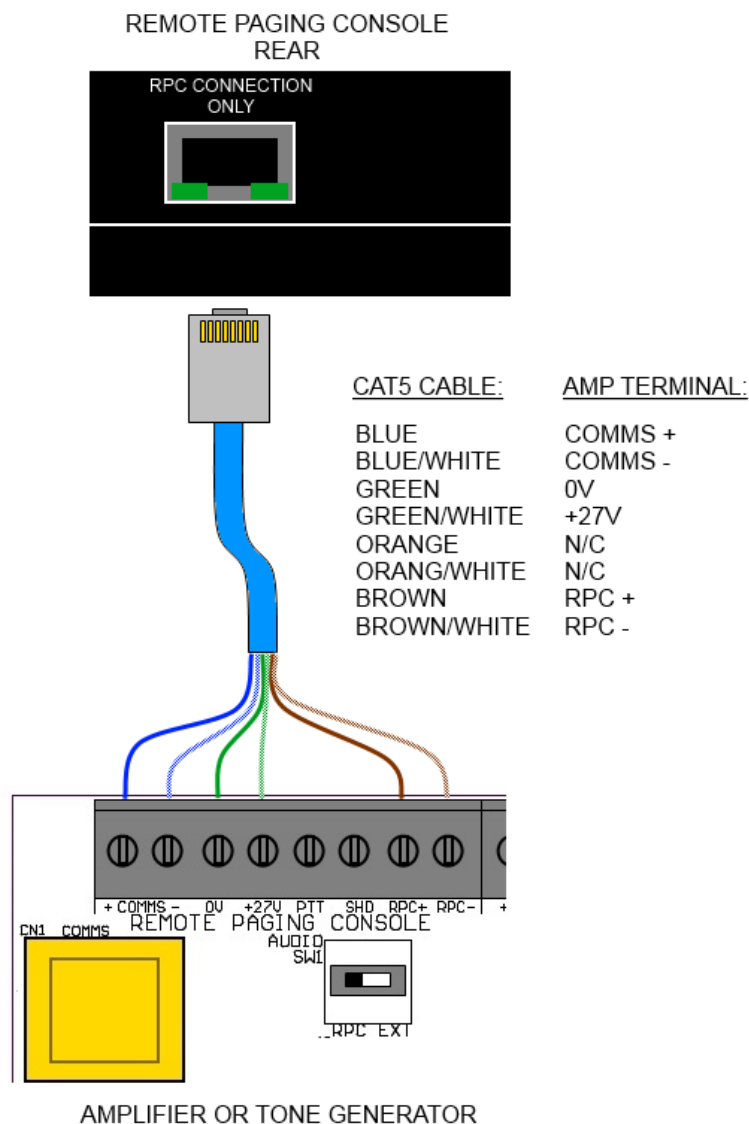 REMOTE PAGING CONSOLE
REAR
RPC CONNECTION
ONLY
CAT5 CABLE: AMP TERMINAL:
BLUE COMMS +
BLUE/WHITE COMMS -
GREEN 0V
GREEN/WHITE +27V
ORANGE N/C
ORANG/WHITE N/C
BROWN RPC +
BROWN/WHITE RPC -
+ COMMS - 0V +27V PTT SHD RPC+ RPC- +
REMOTE PAGING CONSOLE
CN1 COMMS
AUDIO
SW1
RPC EXT
AMPLIFIER OR TONE GENERATOR